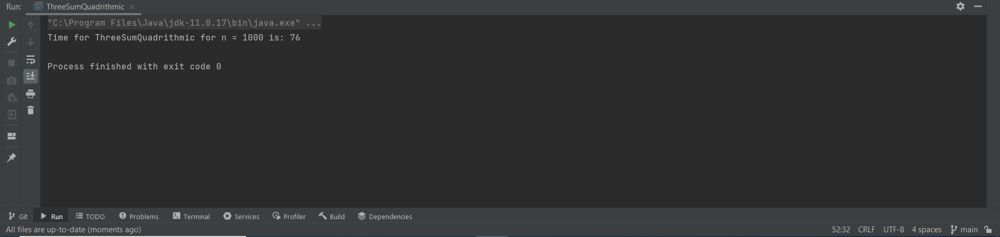 Run: ThreeSumQuadrithmic
"C:\Program Files\Java\jdk-11.0.17\bin\java.exe" ...
Time for ThreeSumQuadrithmic for n = 1000 is: 76
Process finished with exit code 0
Git Run TODO Problems Terminal Services Profiler Build Dependencies
All files are up-to-date (moments ago) 52:32 CRLF UTF-8 4 spaces main